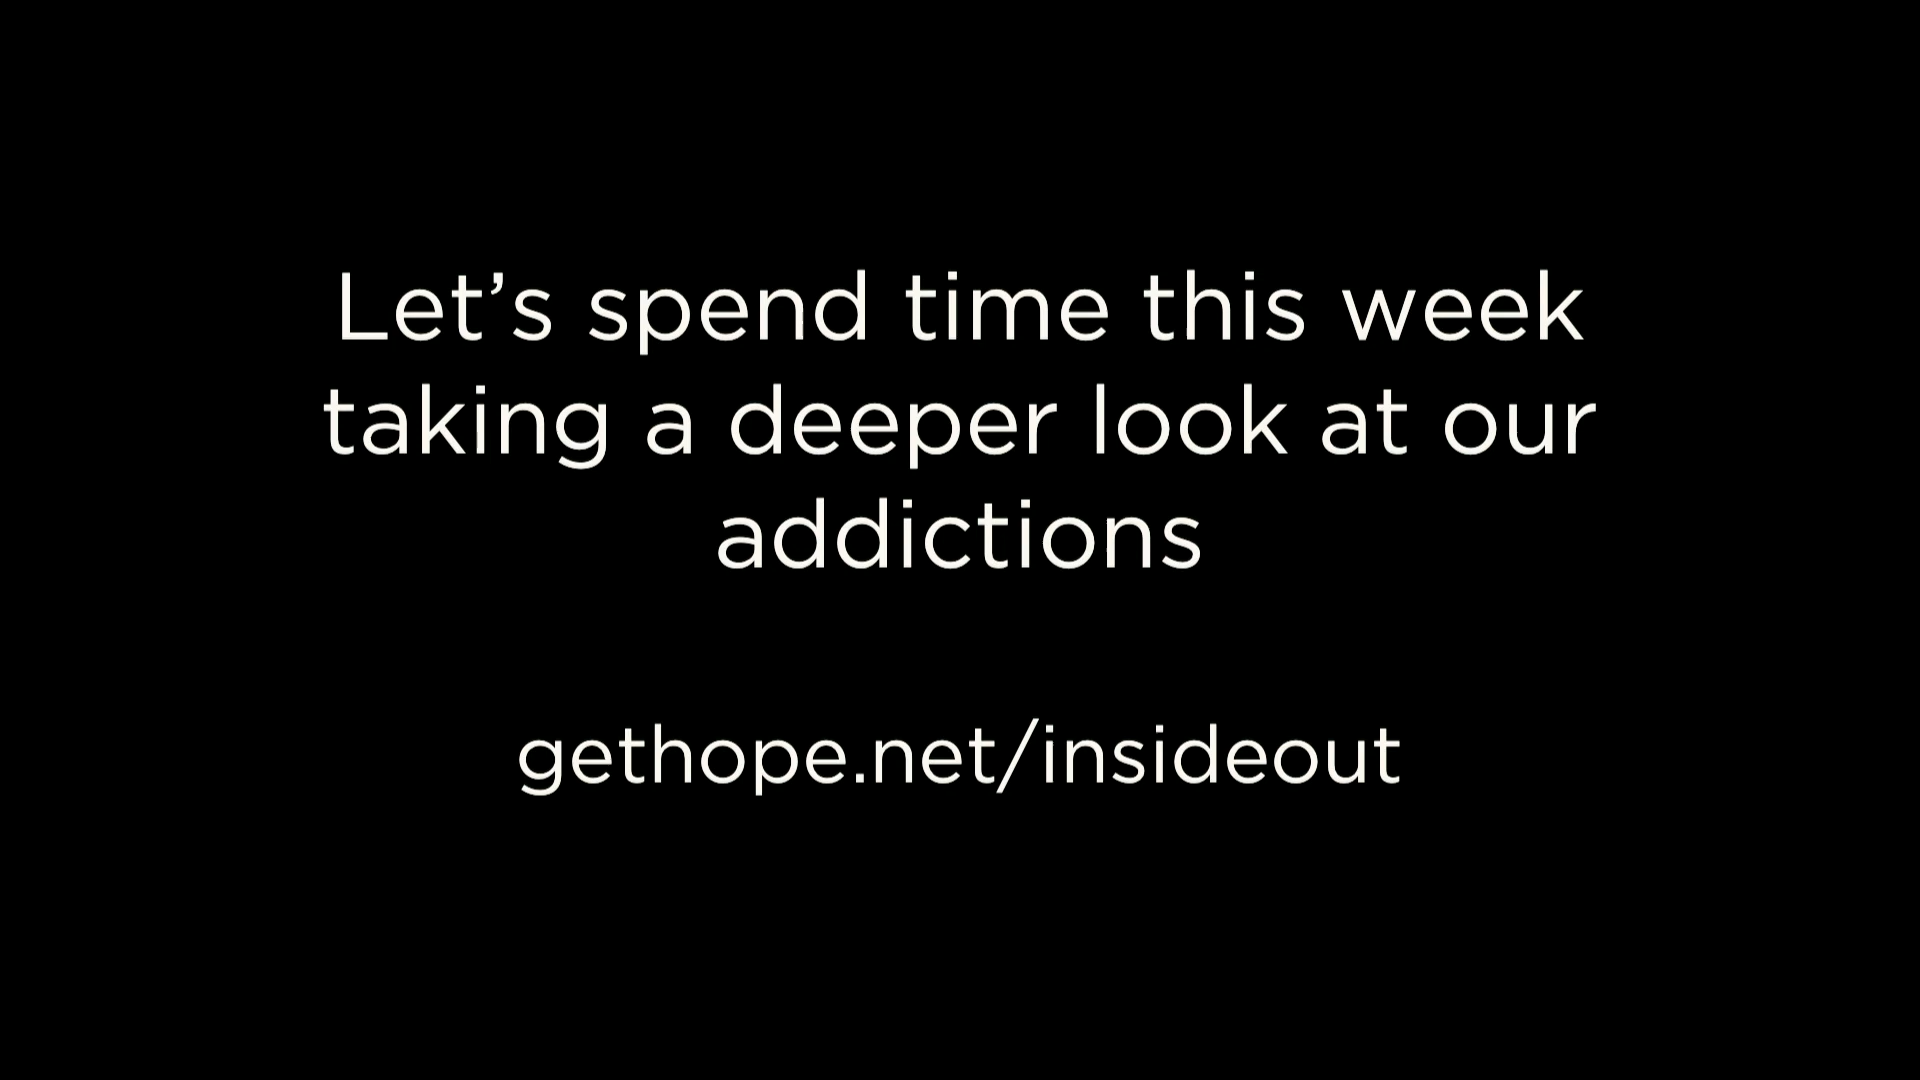 Let’s spend time this week
taking a deeper look at our
addictions
gethope.net/insideout